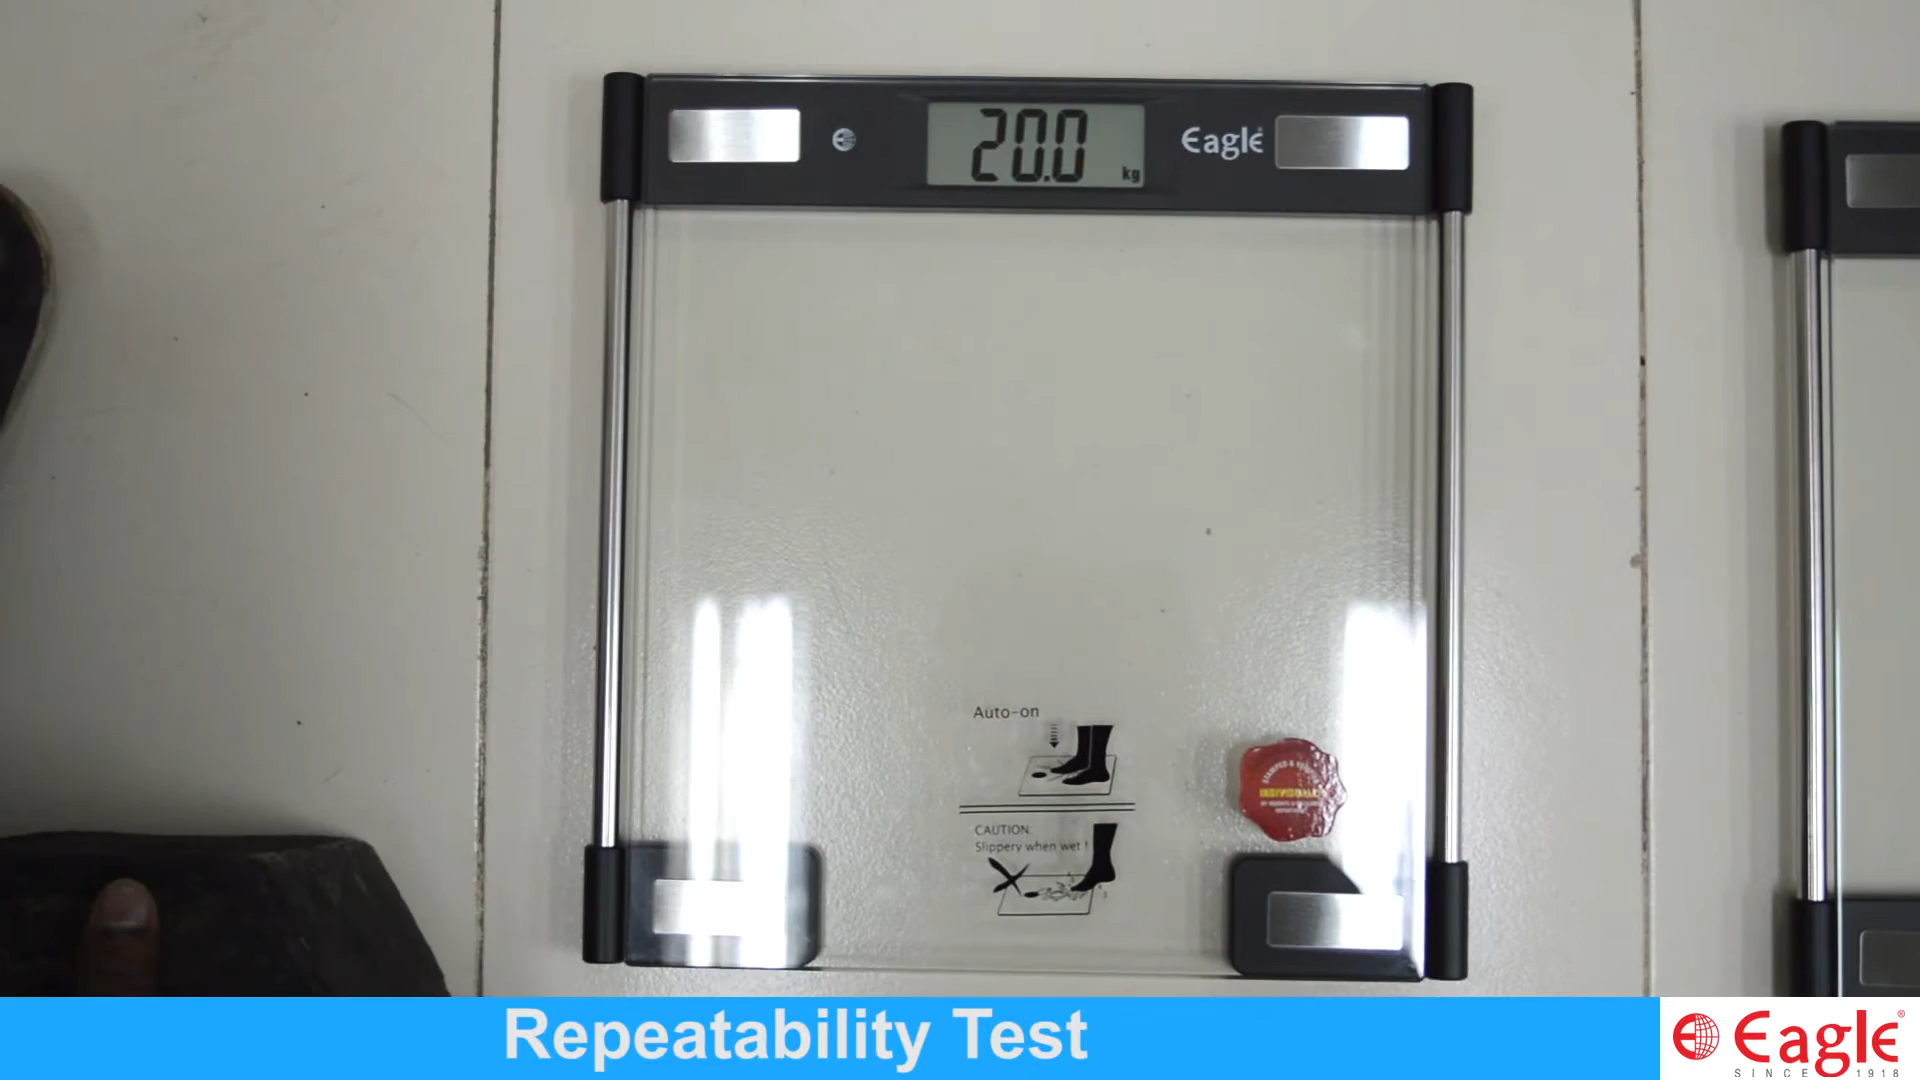 20.0
kg
Eagle
Auto-on
CAUTION:
Slippery when wet !
Repeatability Test
Eagle®
SINCE 1918